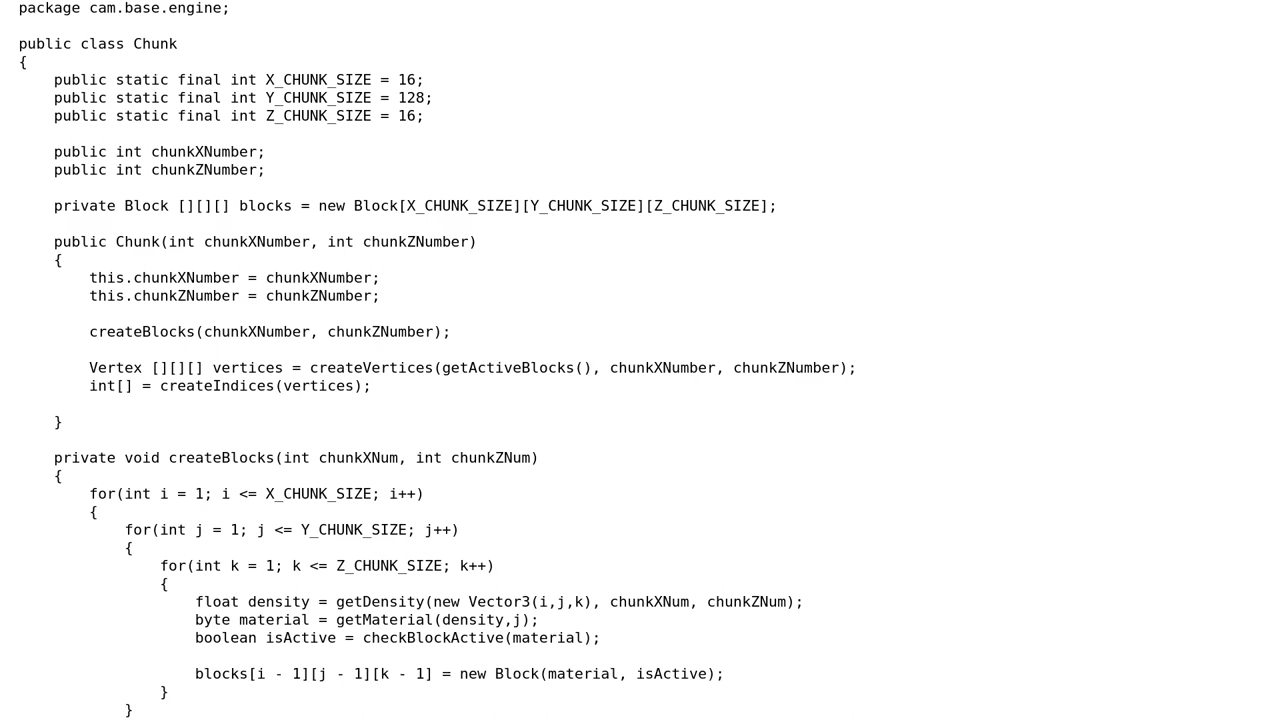 package cam.base.engine;

public class Chunk
{
    public static final int X_CHUNK_SIZE = 16;
    public static final int Y_CHUNK_SIZE = 128;
    public static final int Z_CHUNK_SIZE = 16;

    public int chunkXNumber;
    public int chunkZNumber;

    private Block [][][] blocks = new Block[X_CHUNK_SIZE][Y_CHUNK_SIZE][Z_CHUNK_SIZE];

    public Chunk(int chunkXNumber, int chunkZNumber)
    {
        this.chunkXNumber = chunkXNumber;
        this.chunkZNumber = chunkZNumber;

        createBlocks(chunkXNumber, chunkZNumber);

        Vertex [][][] vertices = createVertices(getActiveBlocks(), chunkXNumber, chunkZNumber);
        int[] = createIndices(vertices);

    }

    private void createBlocks(int chunkXNum, int chunkZNum)
    {
        for(int i = 1; i <= X_CHUNK_SIZE; i++)
        {
            for(int j = 1; j <= Y_CHUNK_SIZE; j++)
            {
                for(int k = 1; k <= Z_CHUNK_SIZE; k++)
                {
                    float density = getDensity(new Vector3(i,j,k), chunkXNum, chunkZNum);
                    byte material = getMaterial(density,j);
                    boolean isActive = checkBlockActive(material);

                    blocks[i - 1][j - 1][k - 1] = new Block(material, isActive);
                }
            }